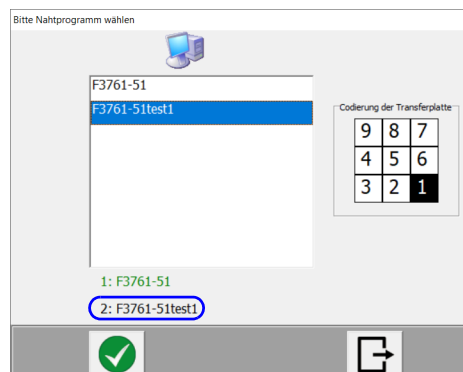 Bitte Nahtprogramm wählen
F3761-51
F3761-51test1
Codierung der Transferplatte
9 8 7
4 5 6
3 2 1
1: F3761-51
2: F3761-51test1